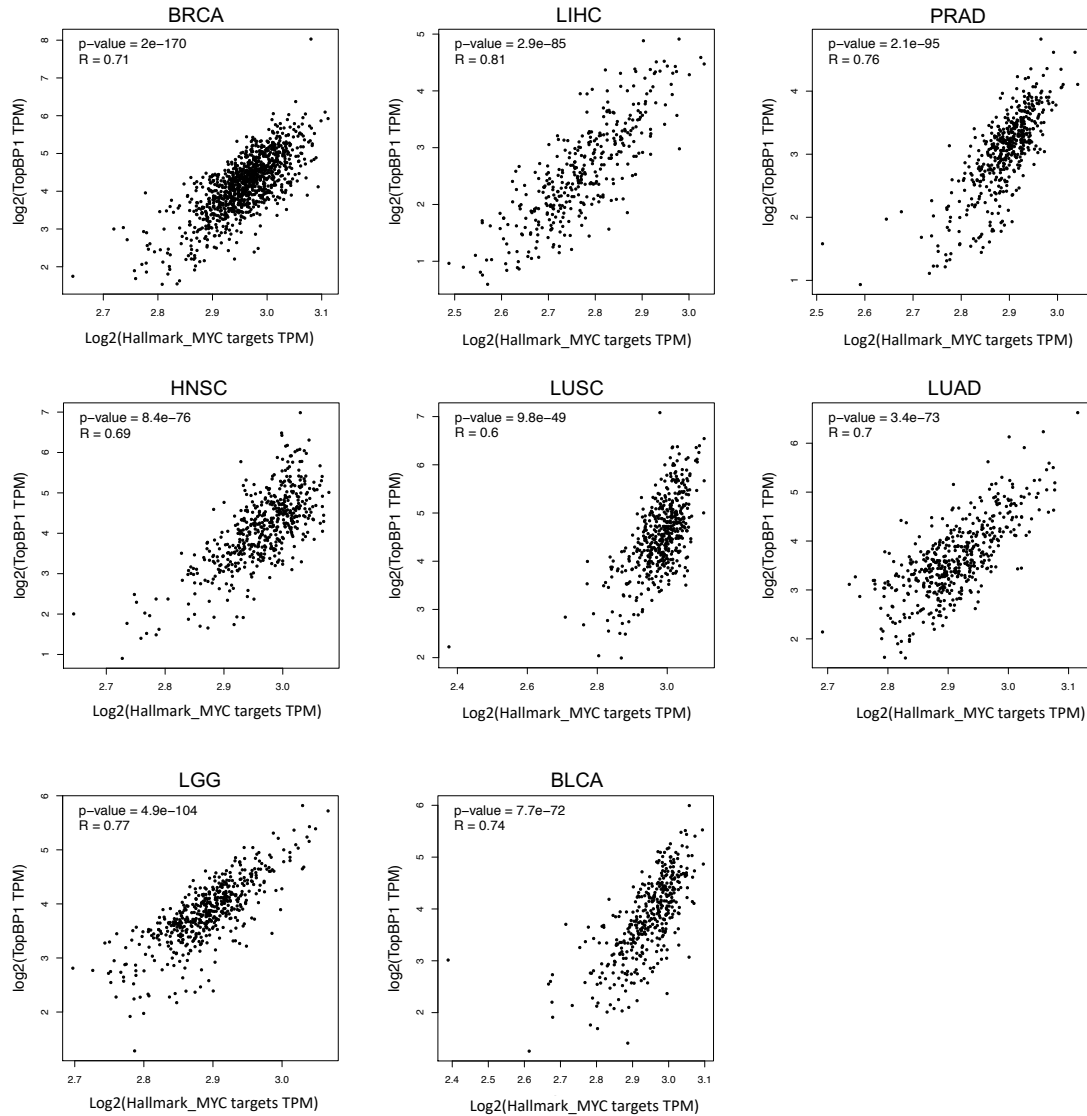 BRCA
p−value = 2e−170
R = 0.71
log2(TopBP1 TPM)
8
7
6
5
4
3
2
2.7 2.8 2.9 3.0 3.1
Log2(Hallmark_MYC targets TPM)
LIHC
p−value = 2.9e−85
R = 0.81
log2(TopBP1 TPM)
5
4
3
2
1
2.5 2.6 2.7 2.8 2.9 3.0
Log2(Hallmark_MYC targets TPM)
PRAD
p−value = 2.1e−95
R = 0.76
log2(TopBP1 TPM)
4
3
2
1
2.5 2.6 2.7 2.8 2.9 3.0
Log2(Hallmark_MYC targets TPM)
HNSC
p−value = 8.4e−76
R = 0.69
log2(TopBP1 TPM)
7
6
5
4
3
2
1
2.7 2.8 2.9 3.0
Log2(Hallmark_MYC targets TPM)
LUSC
p−value = 9.8e−49
R = 0.6
log2(TopBP1 TPM)
7
6
5
4
3
2
2.4 2.6 2.8 3.0
Log2(Hallmark_MYC targets TPM)
LUAD
p−value = 3.4e−73
R = 0.7
log2(TopBP1 TPM)
6
5
4
3
2
2.7 2.8 2.9 3.0 3.1
Log2(Hallmark_MYC targets TPM)
LGG
p−value = 4.9e−104
R = 0.77
log2(TopBP1 TPM)
6
5
4
3
2
2.7 2.8 2.9 3.0
Log2(Hallmark_MYC targets TPM)
BLCA
p−value = 7.7e−72
R = 0.74
log2(TopBP1 TPM)
6
5
4
3
2
2.4 2.5 2.6 2.7 2.8 2.9 3.0 3.1
Log2(Hallmark_MYC targets TPM)